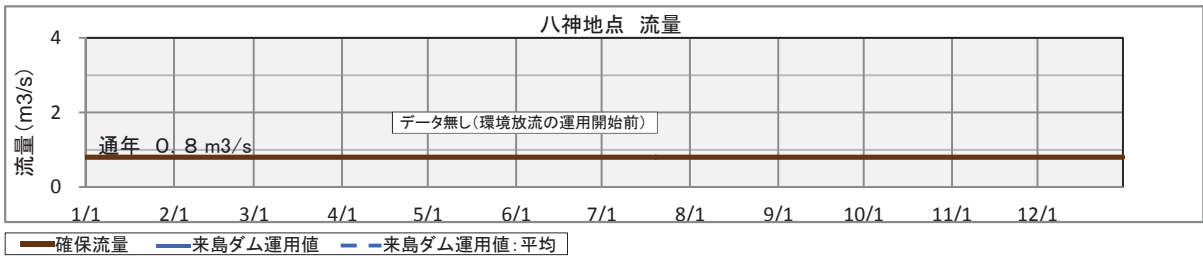 八神地点 流量
流量(m3/s)
4
2
0
データ無し(環境放流の運用開始前)
通年 0.8 m3/s
1/1 2/1 3/1 4/1 5/1 6/1 7/1 8/1 9/1 10/1 11/1 12/1
確保流量 来島ダム運用値 来島ダム運用値:平均